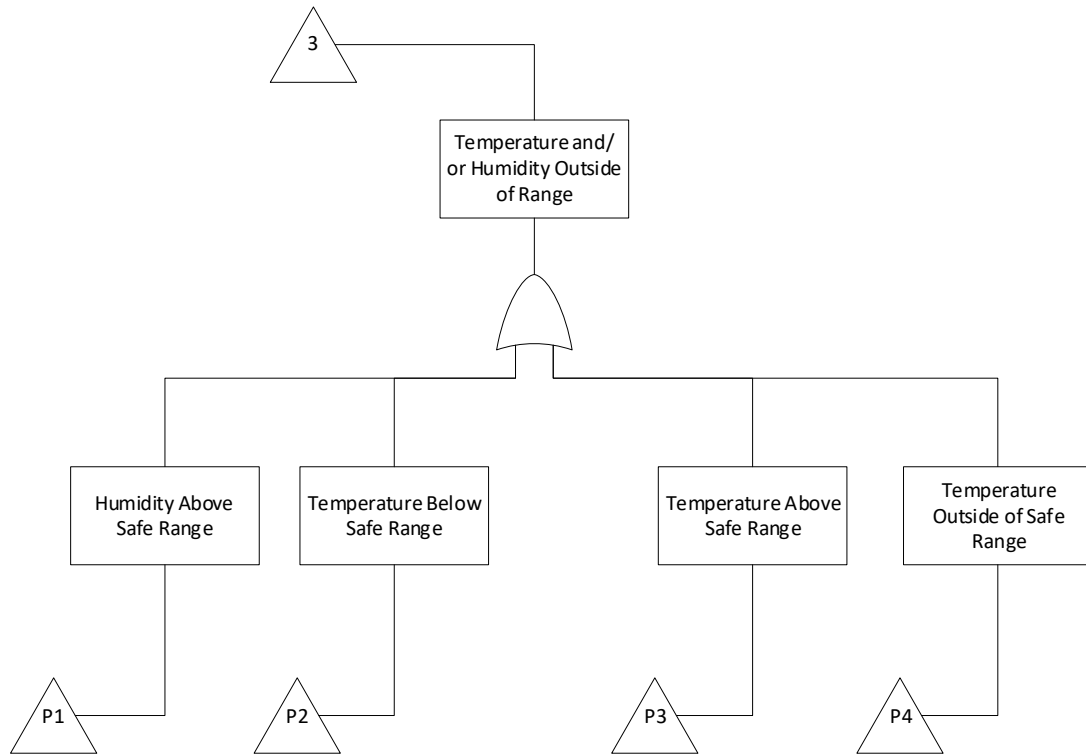 3
Temperature and/
or Humidity Outside
of Range
Humidity Above
Safe Range
Temperature Below
Safe Range
Temperature Above
Safe Range
Temperature
Outside of Safe
Range
P1
P2
P3
P4